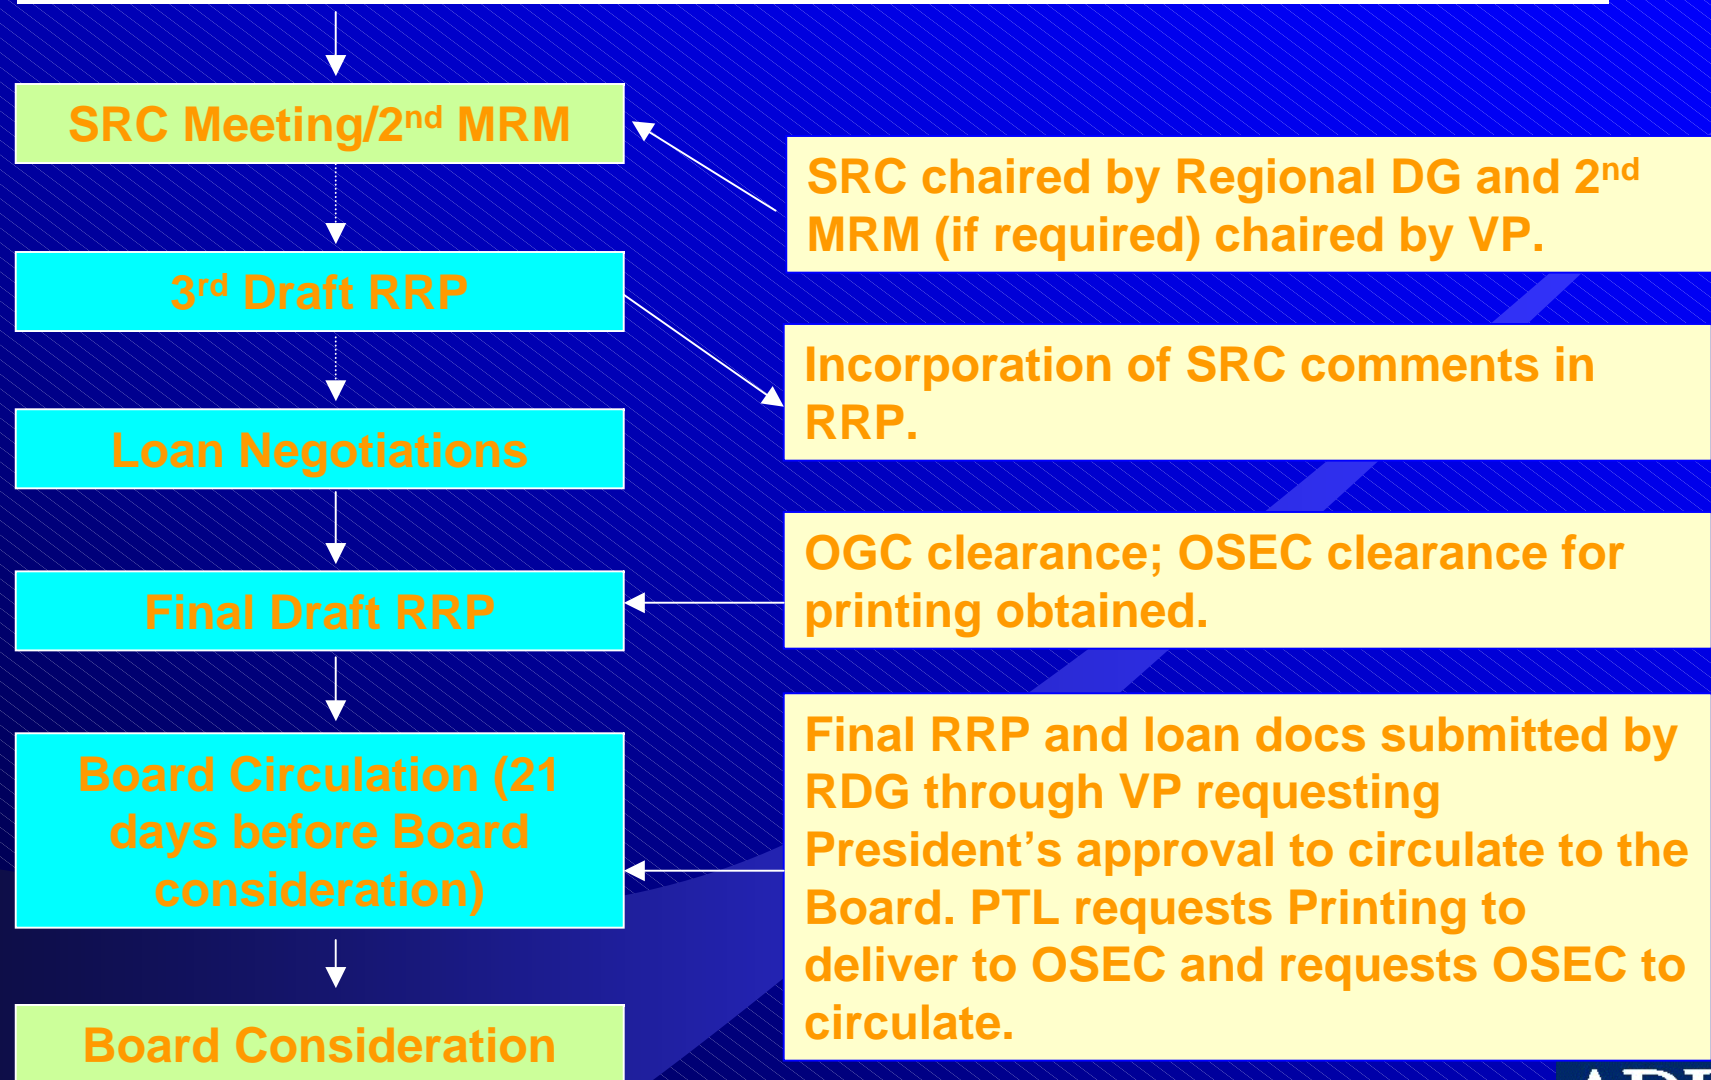 SRC Meeting/2nd MRM
SRC chaired by Regional DG and 2nd
MRM (if required) chaired by VP.
3rd Draft RRP
Incorporation of SRC comments in
RRP.
Loan Negotiations
OGC clearance; OSEC clearance for
printing obtained.
Final Draft RRP
Board Circulation (21
days before Board
consideration)
Final RRP and loan docs submitted by
RDG through VP requesting
President’s approval to circulate to the
Board. PTL requests Printing to
deliver to OSEC and requests OSEC to
circulate.
Board Consideration